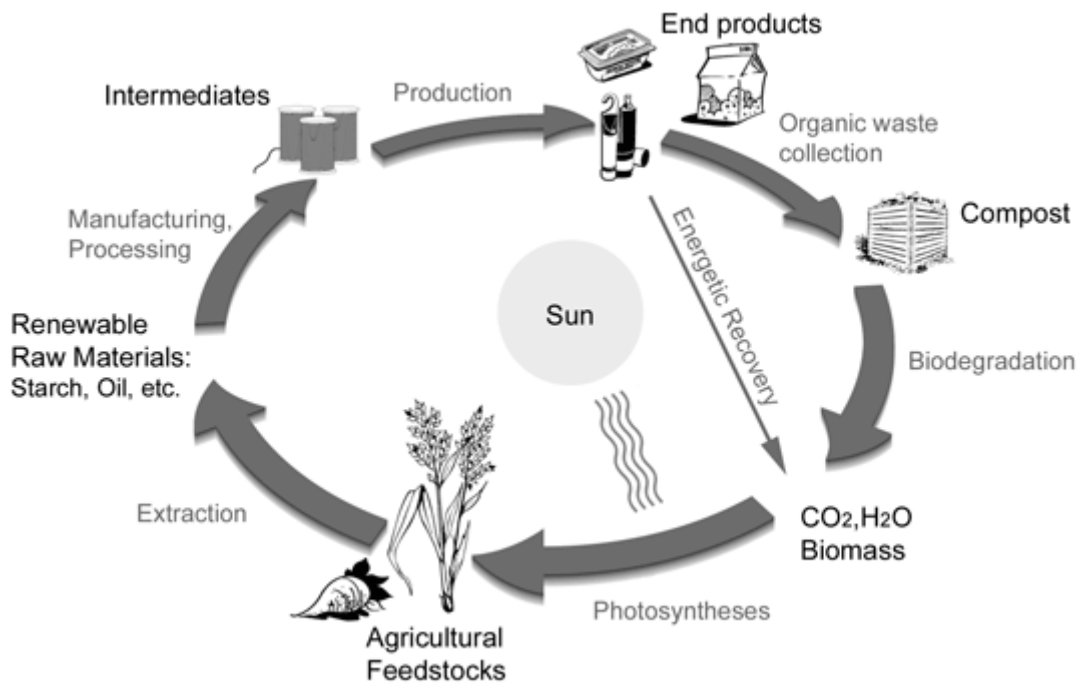 End products
Intermediates
Production
Organic waste
collection
Manufacturing,
Processing
Compost
Energetic Recovery
Sun
Renewable
Raw Materials:
Starch, Oil, etc.
Biodegradation
Extraction
CO2,H2O
Biomass
Photosyntheses
Agricultural
Feedstocks